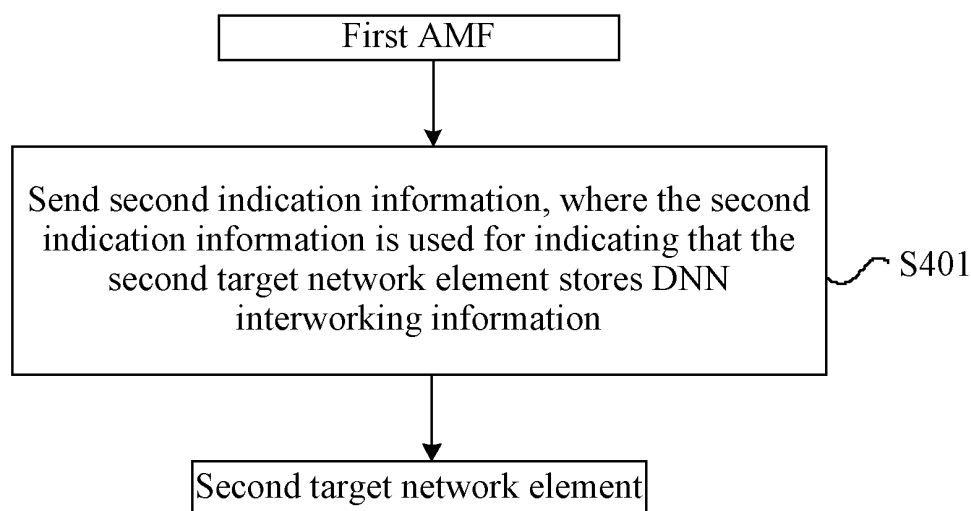 First AMF
Send second indication information, where the second
indication information is used for indicating that the
second target network element stores DNN
interworking information
S401
Second target network element